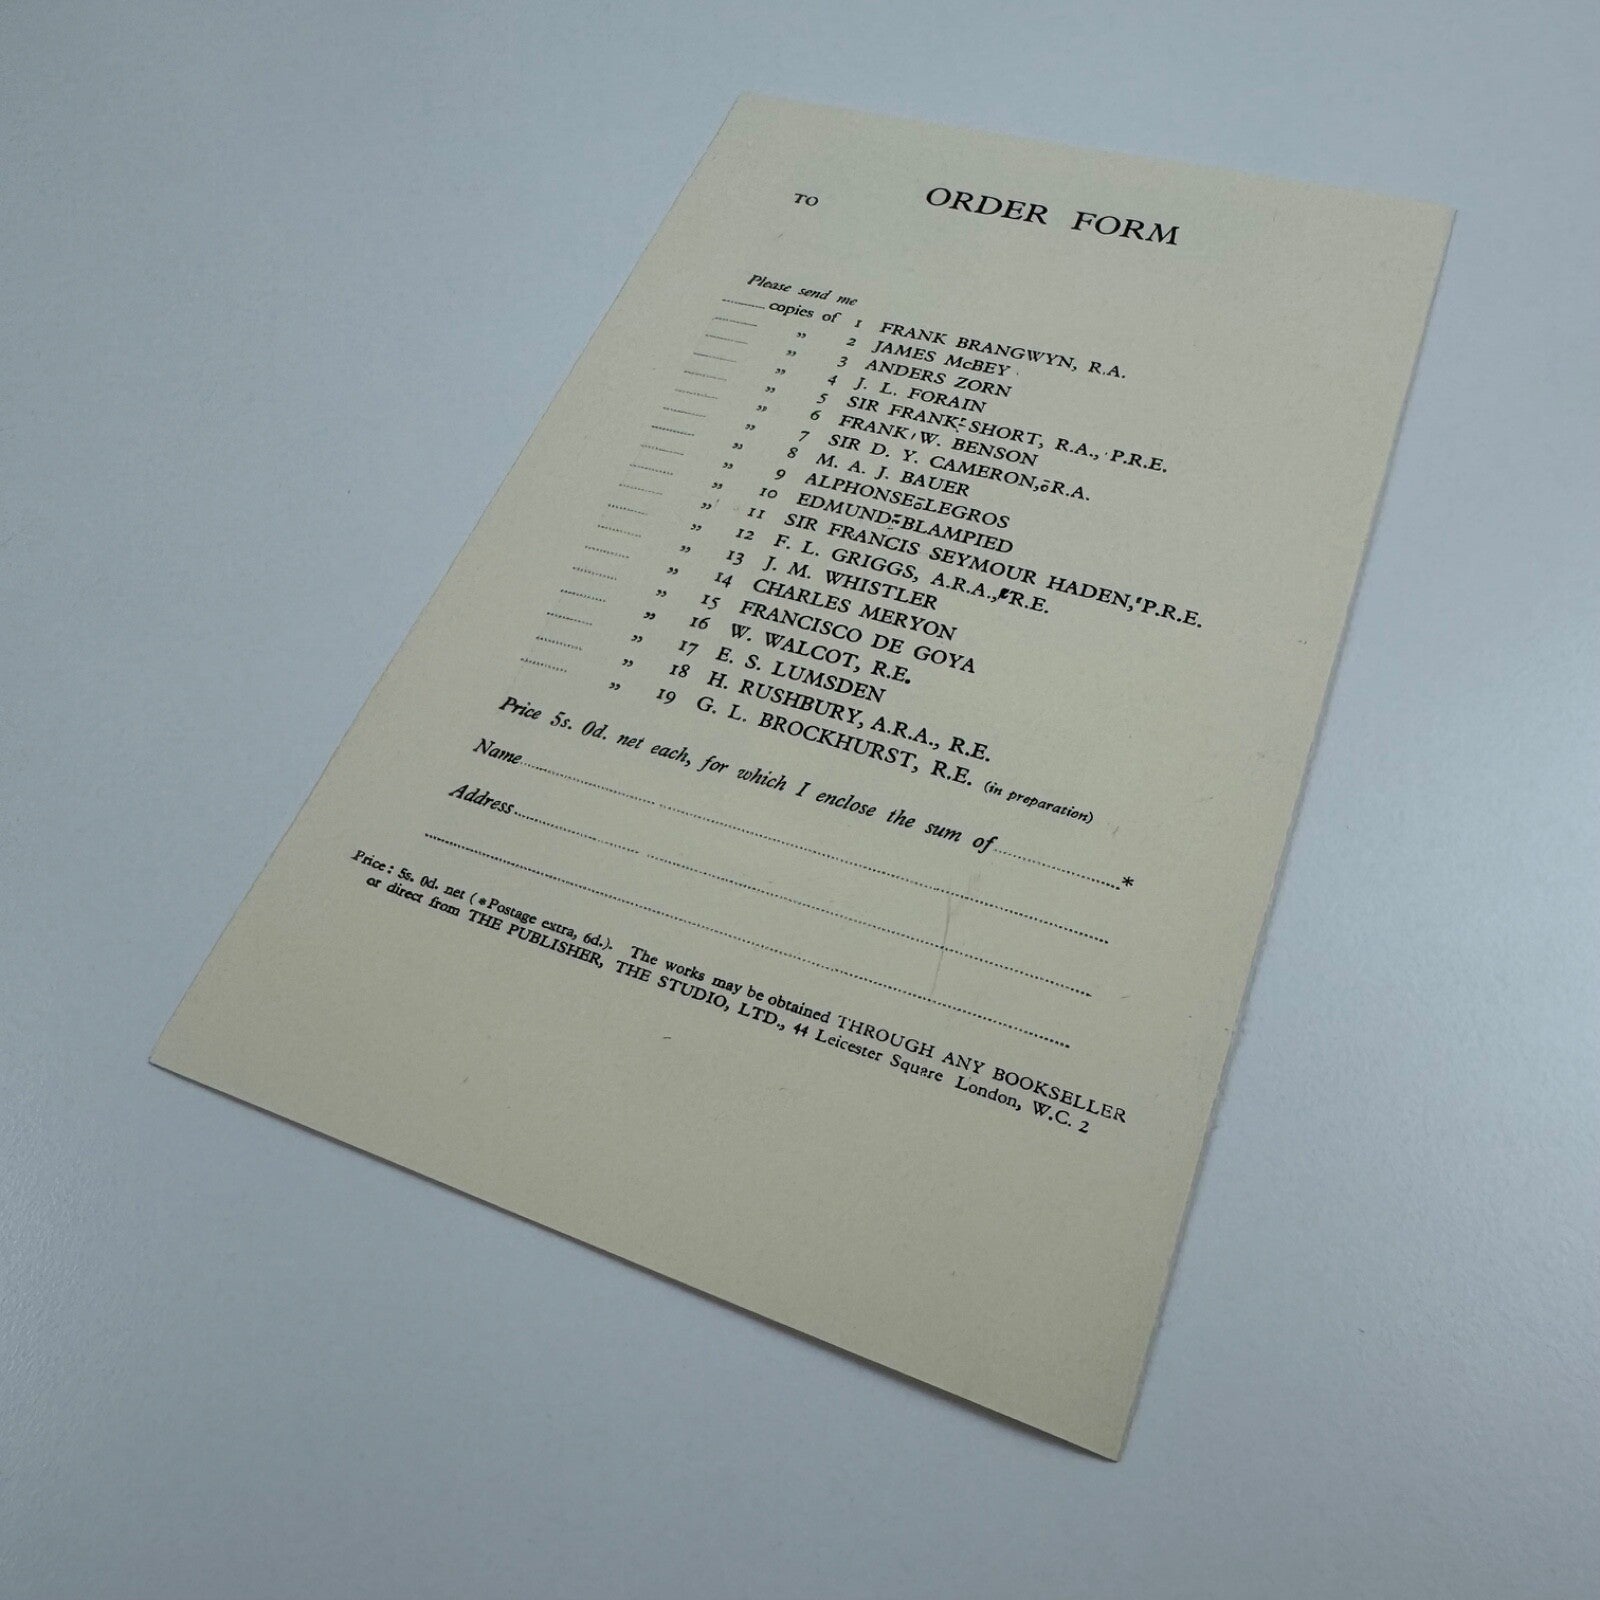 ORDER FORM
TO
Please send me
........ copies of 1 FRANK BRANGWYN, R.A.
........ " 2 JAMES McBEY
........ " 3 ANDERS ZORN
........ " 4 J. L. FORAIN
........ " 5 SIR FRANK SHORT, R.A., P.R.E.
........ " 6 FRANK W. BENSON
........ " 7 SIR D. Y. CAMERON, R.A.
........ " 8 M. A. J. BAUER
........ " 9 ALPHONSE LEGROS
........ " 10 EDMUND BLAMPIED
........ " 11 SIR FRANCIS SEYMOUR HADEN, P.R.E.
........ " 12 F. L. GRIGGS, A.R.A., R.E.
........ " 13 J. M. WHISTLER
........ " 14 CHARLES MERYON
........ " 15 FRANCISCO DE GOYA
........ " 16 W. WALCOT, R.E.
........ " 17 E. S. LUMSDEN
........ " 18 H. RUSHBURY, A.R.A., R.E.
........ " 19 G. L. BROCKHURST, R.E. (in preparation)
Price 5s. 0d. net each, for which I enclose the sum of........................*
Name........................
Address........................
........................
Price: 5s. 0d. net (*Postage extra, 6d.). The works may be obtained THROUGH ANY BOOKSELLER
or direct from THE PUBLISHER, THE STUDIO, LTD., 44 Leicester Square London, W.C. 2